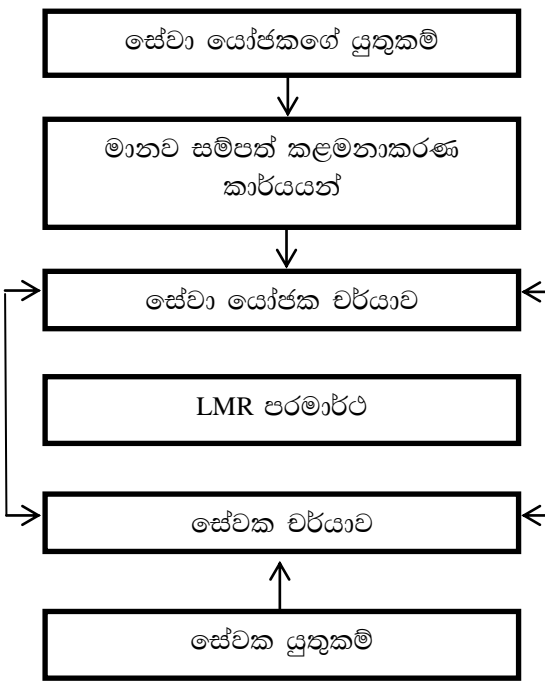 සේවා යෝජකගේ යුතුකම්
මානව සම්පත් කළමනාකරණ
කාර්යයන්
සේවා යෝජක චර්යාව
LMR පරමාර්ථ
සේවක චර්යාව
සේවක යුතුකම්